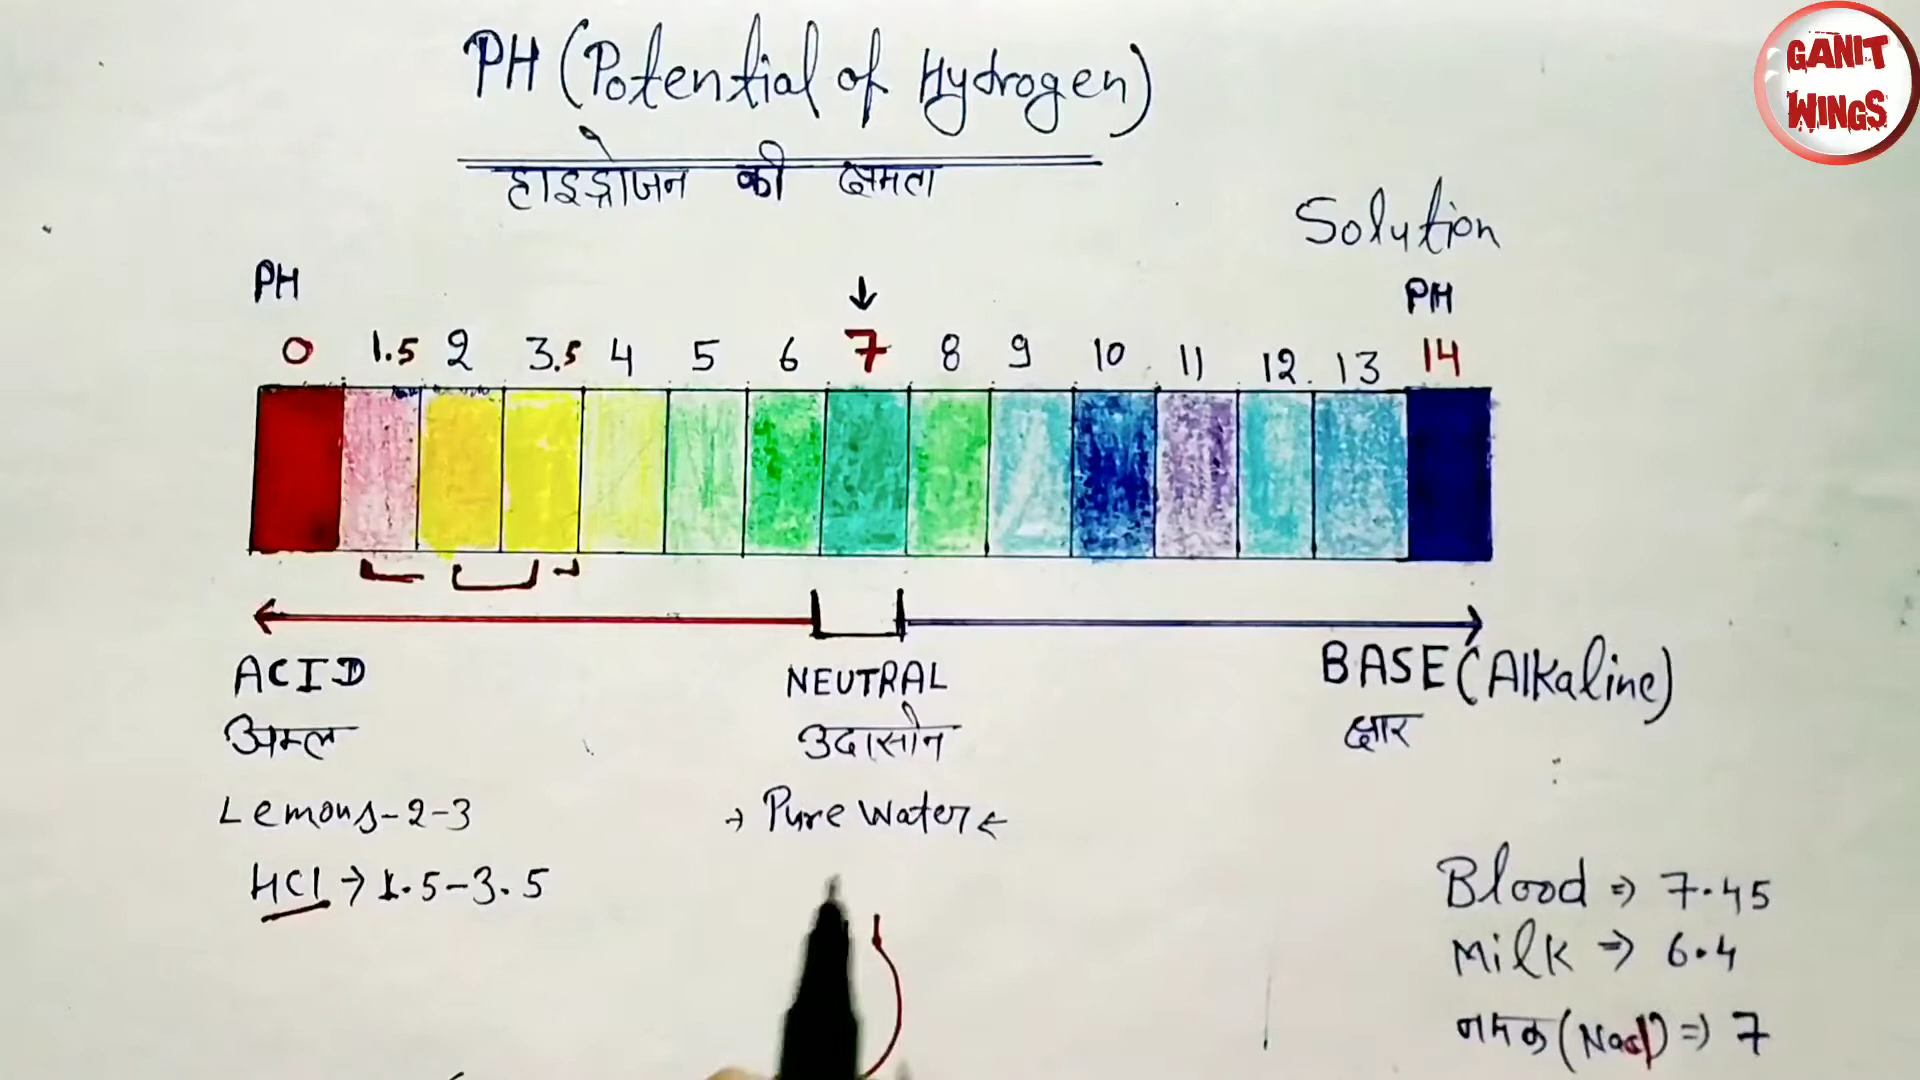 PH (Potential of Hydrogen)
हाइड्रोजन की क्षमता
GANIT
WINGS
Solution
PH
PH
0 1.5 2 3.5 4 5 6 7 8 9 10 11 12 13 14
ACID
अम्ल
NEUTRAL
उदासीन
BASE (Alkaline)
क्षार
Lemons-2-3
HCl → 1.5-3.5
→ Pure Water ←
Blood ⇒ 7.45
Milk ⇒ 6.4
नमक (Nacl) ⇒ 7